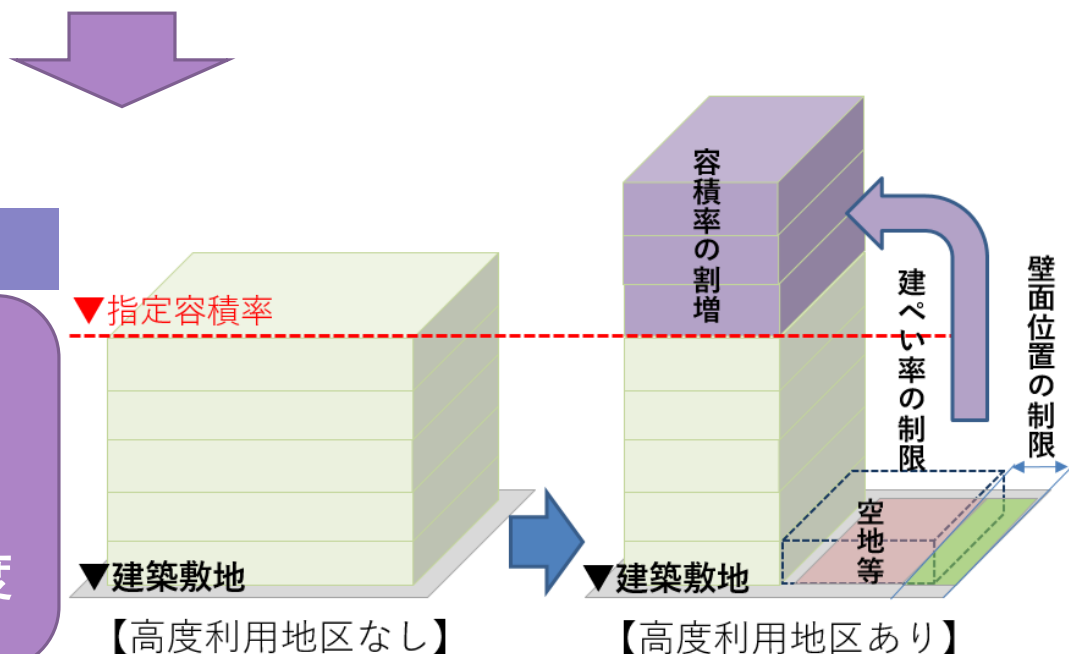 容積率の割増
▼指定容積率
建ぺい率の制限
壁面位置の制限
空地等
度
▼建築敷地
▼建築敷地
【高度利用地区なし】
【高度利用地区あり】